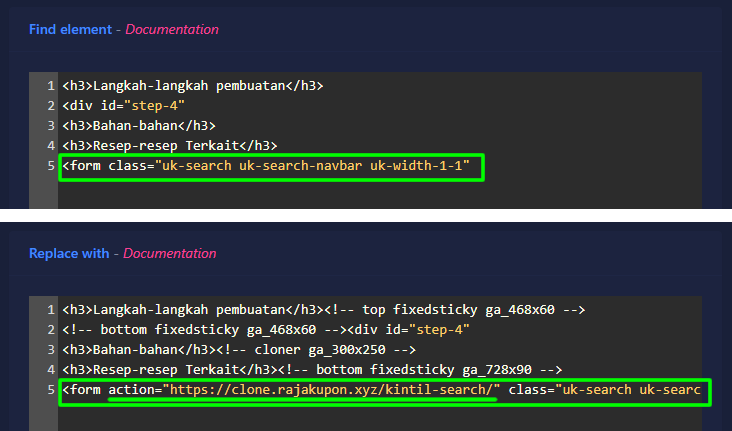 Find element - Documentation
1 <h3>Langkah-langkah pembuatan</h3>
2 <div id="step-4"
3 <h3>Bahan-bahan</h3>
4 <h3>Resep-resep Terkait</h3>
5 <form class="uk-search uk-search-navbar uk-width-1-1"
Replace with - Documentation
1 <h3>Langkah-langkah pembuatan</h3><!-- top fixedsticky ga_468x60 -->
2 <!-- bottom fixedsticky ga_468x60 --><div id="step-4"
3 <h3>Bahan-bahan</h3><!-- cloner ga_300x250 -->
4 <h3>Resep-resep Terkait</h3><!-- bottom fixedsticky ga_728x90 -->
5 <form action="https://clone.rajakupon.xyz/kintil-search/" class="uk-search uk-searc